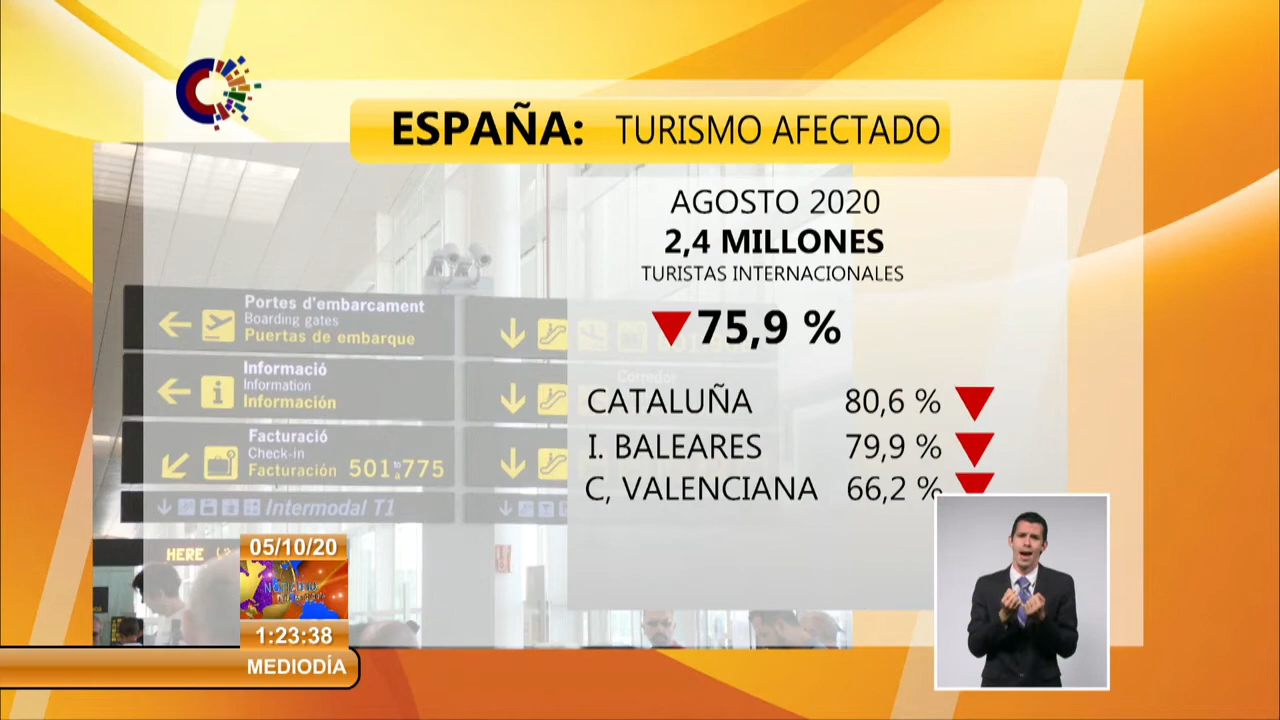 ESPAÑA: TURISMO AFECTADO
AGOSTO 2020
2,4 MILLONES
TURISTAS INTERNACIONALES
75,9 %
CATALUÑA 80,6 %
I. BALEARES 79,9 %
C, VALENCIANA 66,2 %
Portes d'embarcament
Boarding gates
Puertas de embarque
Informació
Information
Información
Facturació
Check-in
Facturación 501 to a 775
Intermodal T1
HERE
05/10/20
1:23:38
MEDIODÍA